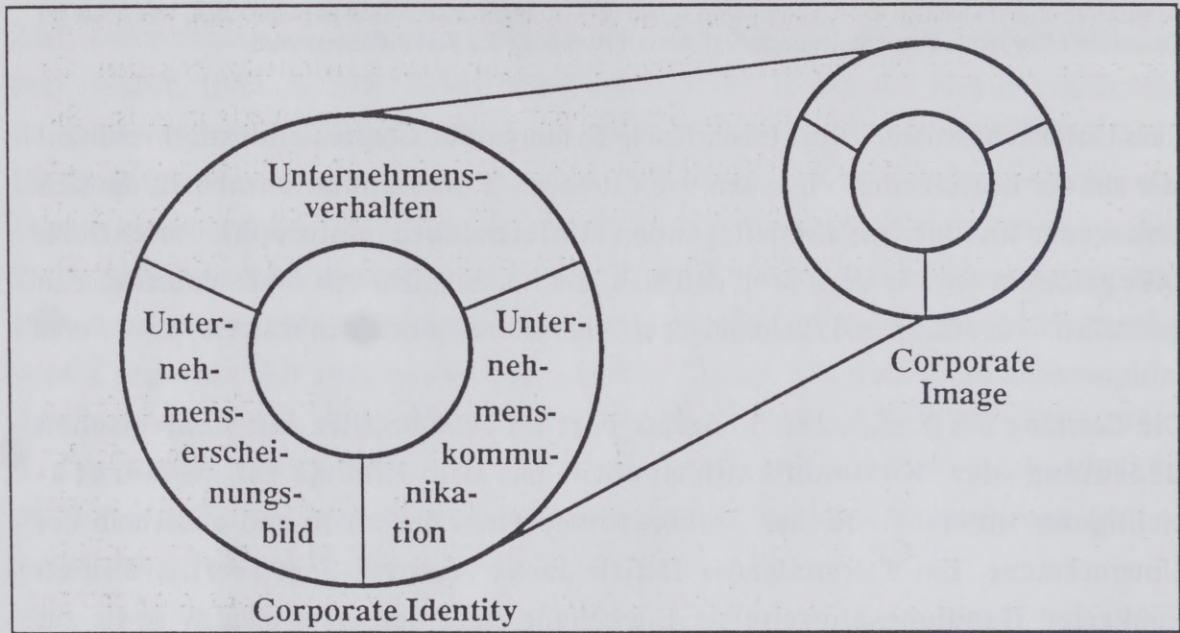 Unternehmens-
verhalten
Unter-
neh-
mens-
erschei-
nungs-
bild
Unter-
neh-
mens-
kommu-
nika-
tion
Corporate Identity
Corporate
Image